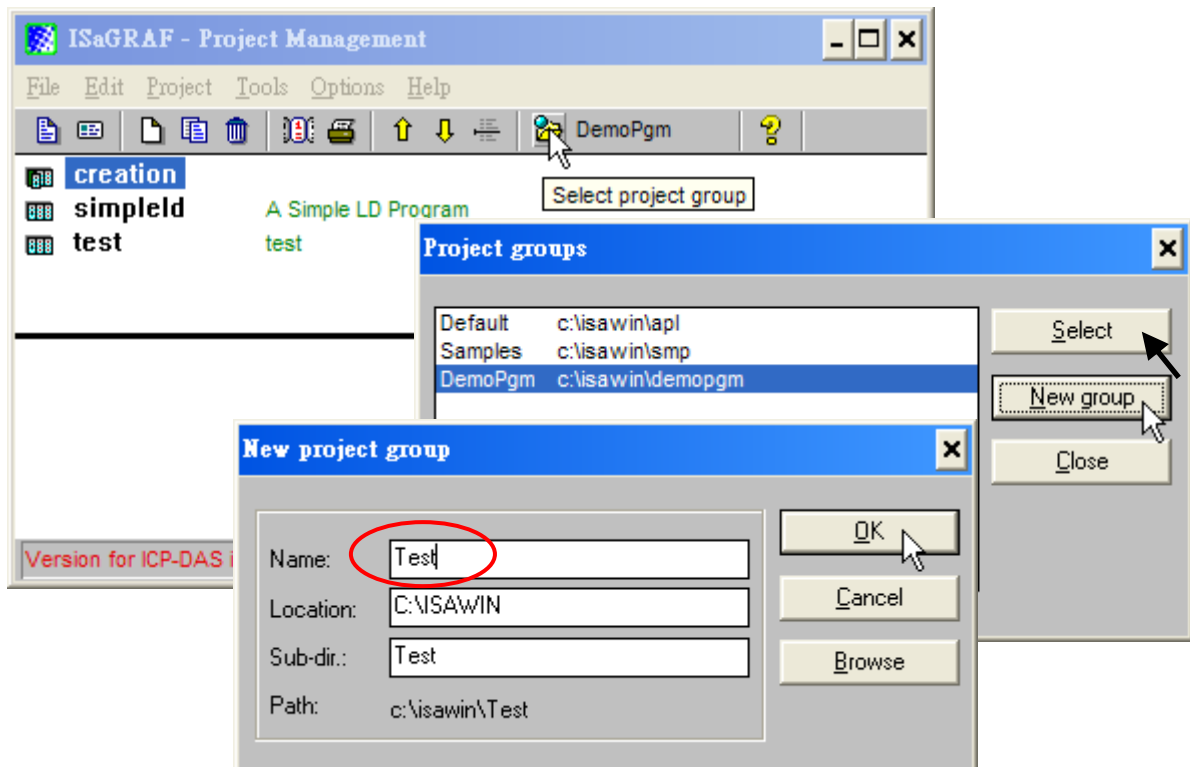 ISaGRAF - Project Management
File Edit Project Tools Options Help
DemoPgm
Select project group
creation
simpleld A Simple LD Program
test test
Project groups
Default c:\isawin\apl
Samples c:\isawin\smp
DemoPgm c:\isawin\demopgm
Select
New group
Close
New project group
Name: Test
Location: C:\ISAWIN
Sub-dir.: Test
Path: c:\isawin\Test
OK
Cancel
Browse
Version for ICP-DAS